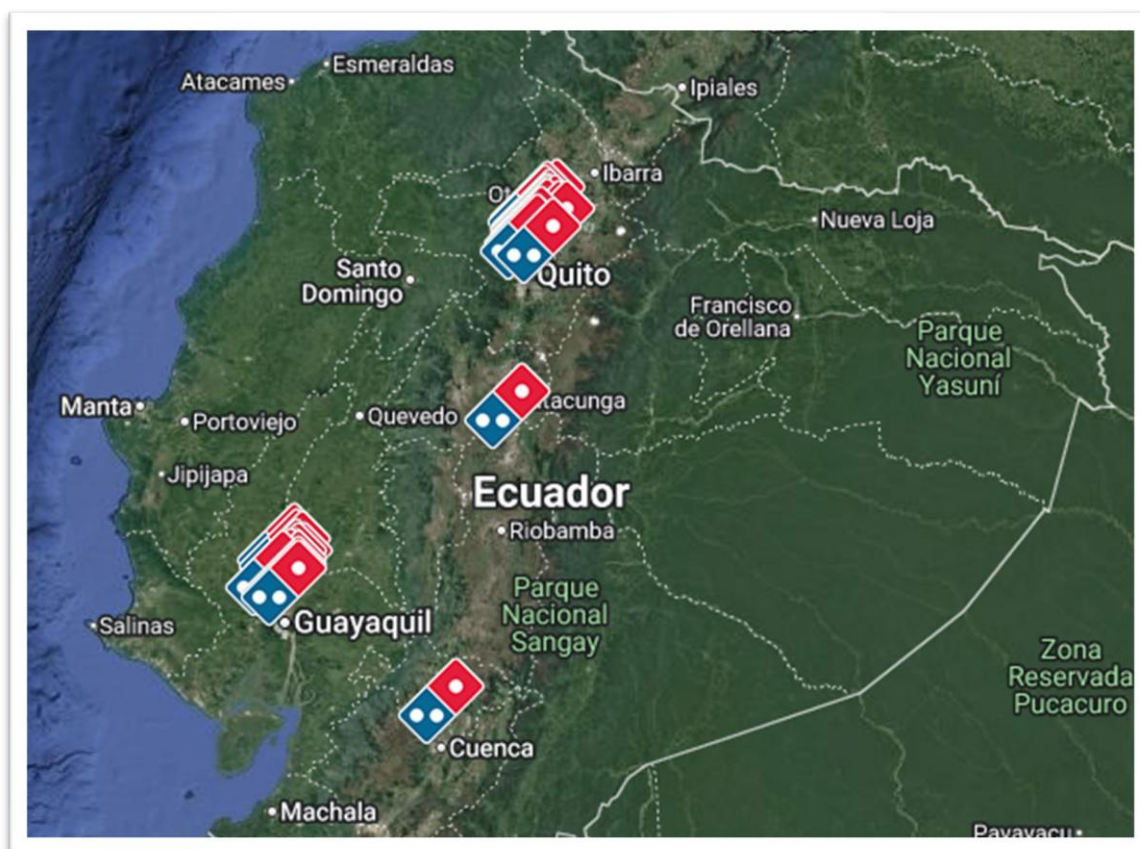 Esmeraldas
Atacames
Ipiales
Ibarra
Nueva Loja
Quito
Santo
Domingo
Francisco
de Orellana
Parque
Nacional
Yasuní
Manta
Portoviejo
Quevedo
Jipijapa
Ecuador
Riobamba
Parque
Nacional
Sangay
Guayaquil
Salinas
Zona
Reservada
Pucacuro
Cuenca
Machala